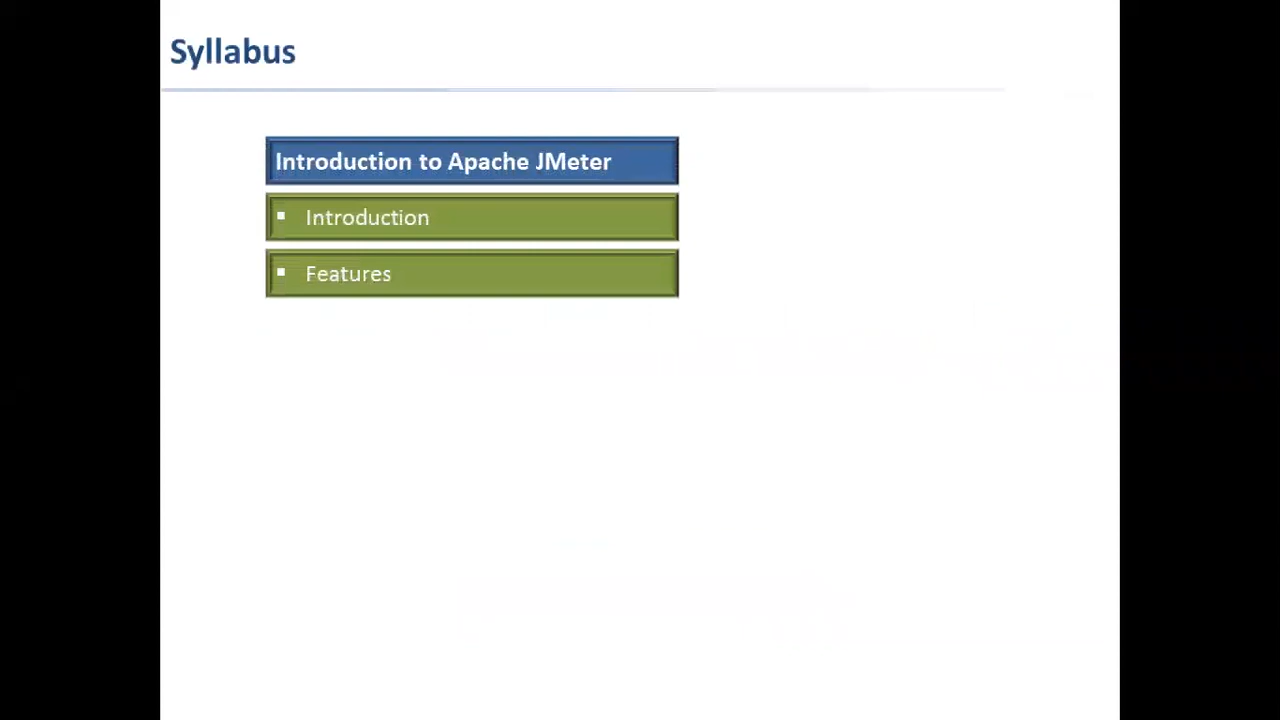 Syllabus
Introduction to Apache JMeter
▪ Introduction
▪ Features